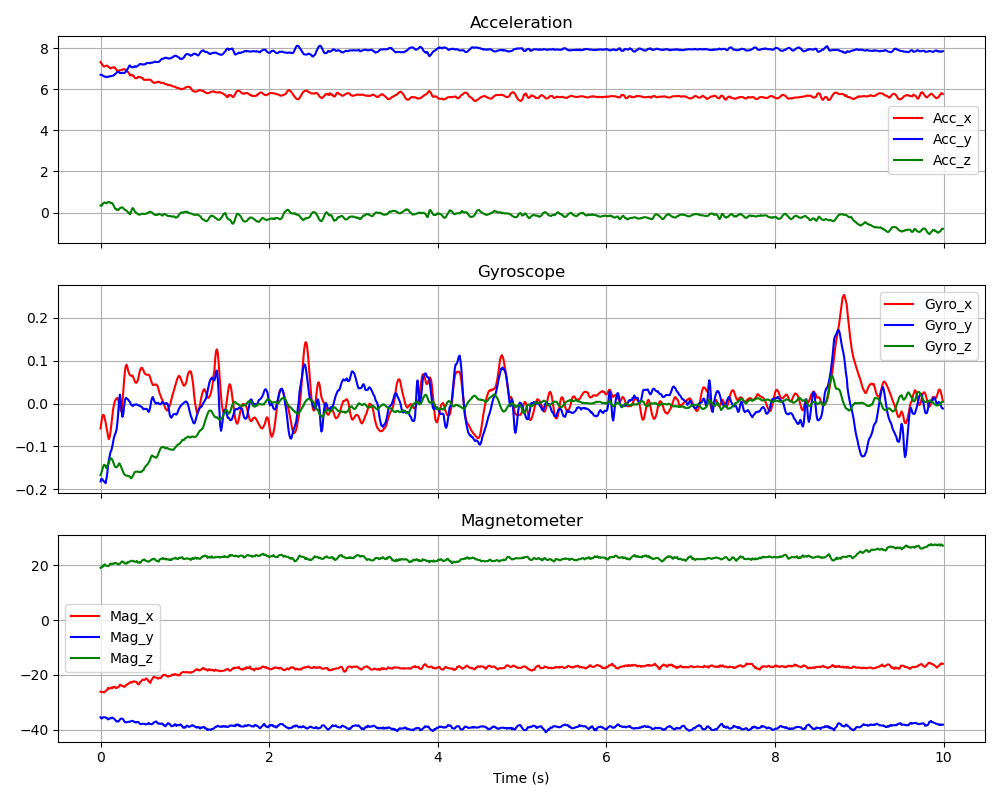 Acceleration
8
6
4
2
0
Acc_x
Acc_y
Acc_z
Gyroscope
0.2
0.1
0.0
−0.1
−0.2
Gyro_x
Gyro_y
Gyro_z
Magnetometer
20
0
−20
−40
Mag_x
Mag_y
Mag_z
0 2 4 6 8 10
Time (s)